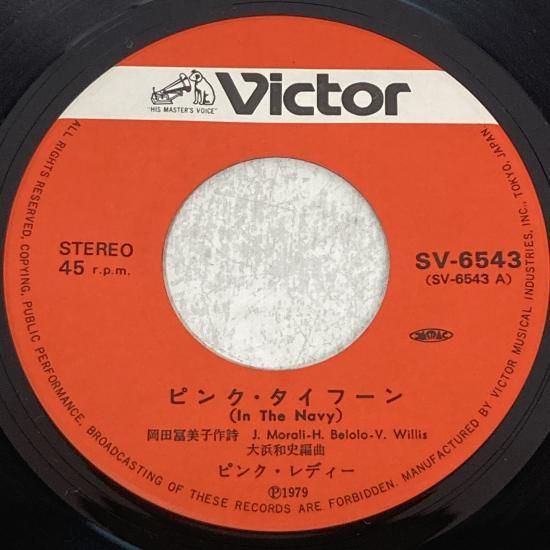 "HIS MASTER'S VOICE"
Victor
STEREO
45 r.p.m.
SV-6543
(SV-6543 A)
ピンク・タイフーン
(In The Navy)
岡田冨美子作詩 J. Morali-H. Belolo-V. Willis
大浜和史編曲
ピンク・レディー
Ⓟ1979
ALL RIGHTS RESERVED. COPYING, PUBLIC PERFORMANCE, BROADCASTING OF THESE RECORDS ARE FORBIDDEN. MANUFACTURED BY VICTOR MUSICAL INDUSTRIES, INC., TOKYO, JAPAN